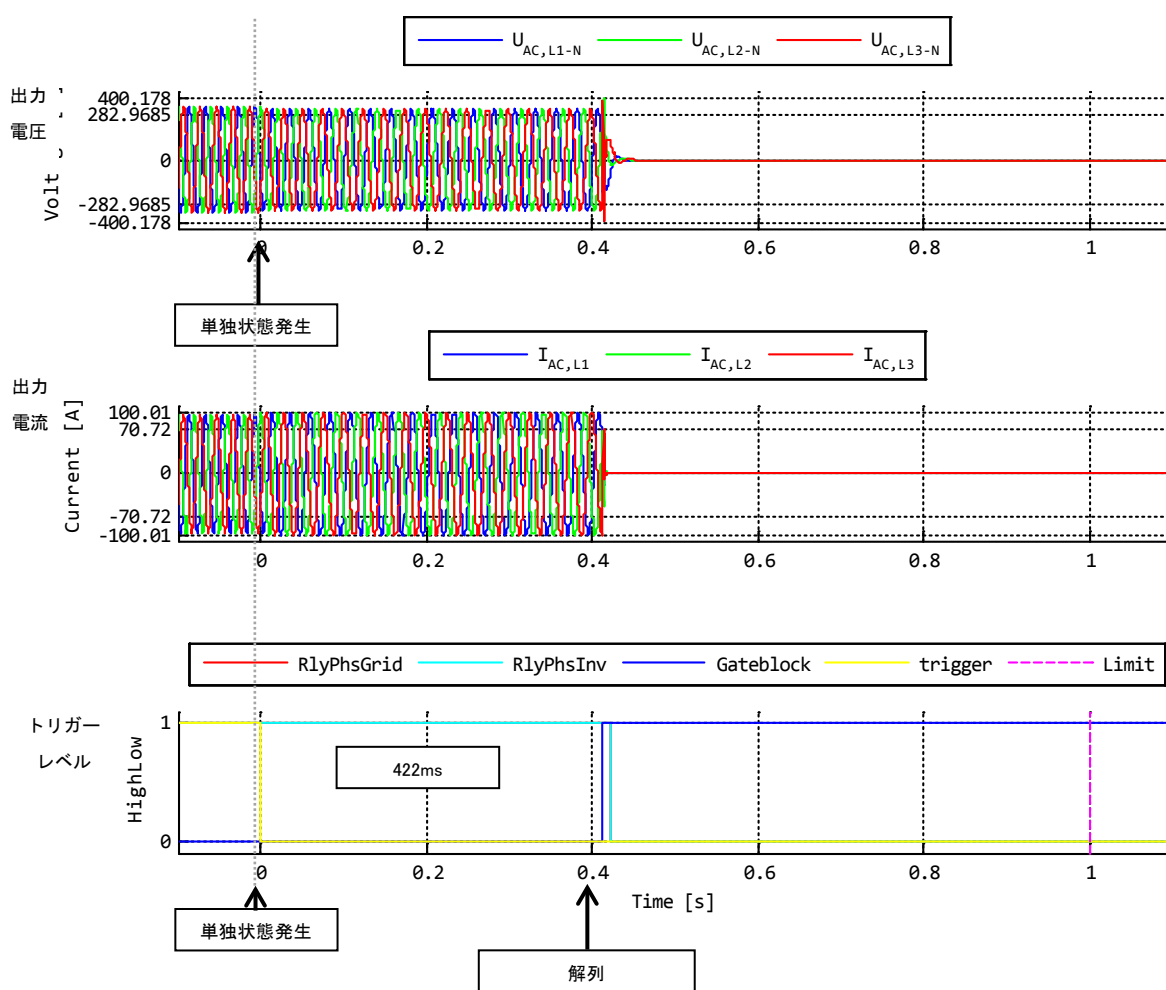 U_AC,L1-N U_AC,L2-N U_AC,L3-N
出力
電圧
Volt
400.178
282.9685
0
-282.9685
-400.178
0 0.2 0.4 0.6 0.8 1
単独状態発生
I_AC,L1 I_AC,L2 I_AC,L3
出力
電流
Current [A]
100.01
70.72
0
-70.72
-100.01
0 0.2 0.4 0.6 0.8 1
RlyPhsGrid RlyPhsInv Gateblock trigger Limit
トリガー
レベル
HighLow
1
422ms
0
0 0.2 0.4 0.6 0.8 1
Time [s]
単独状態発生
解列